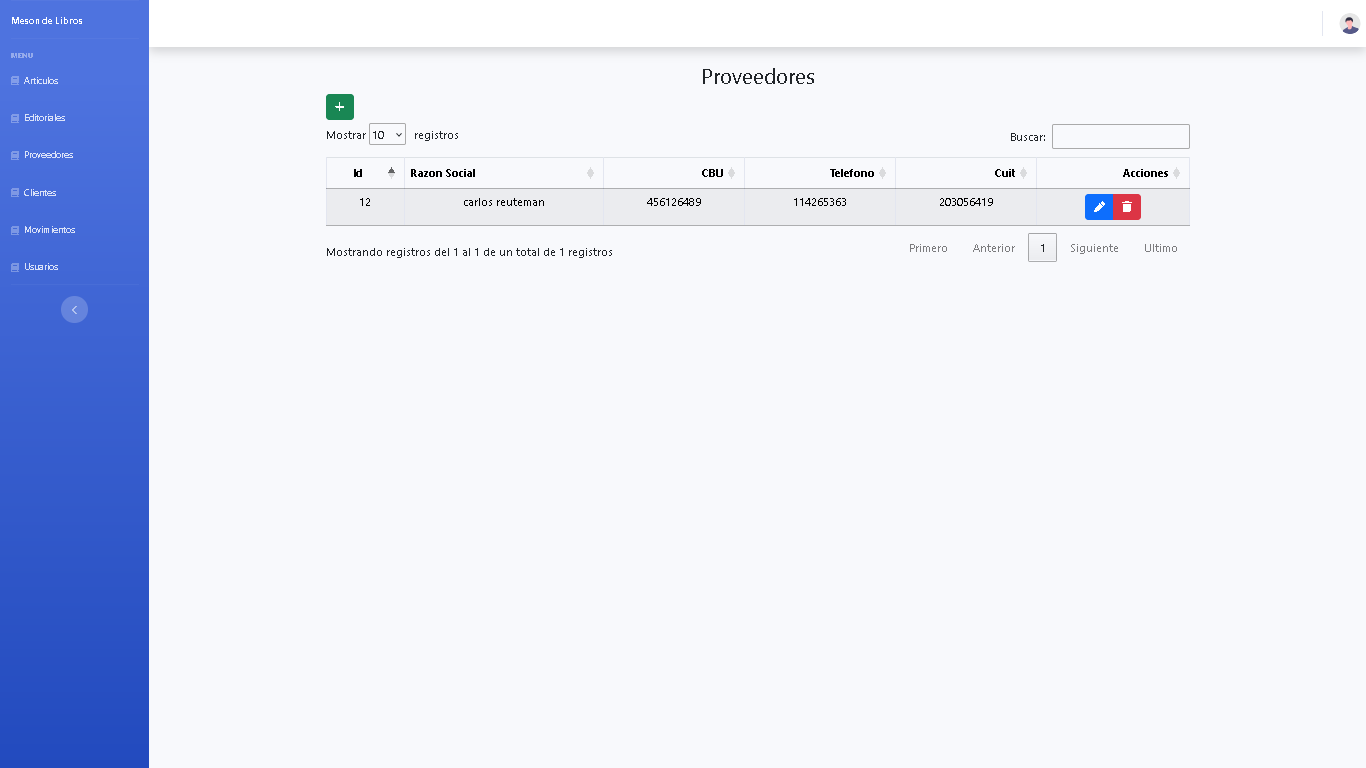 Meson de Libros
MENU
Articulos
Editoriales
Proveedores
Clientes
Movimientos
Usuarios
Proveedores
+
Mostrar 10 registros
Buscar:
Id Razon Social CBU Telefono Cuit Acciones
12 carlos reuteman 456126489 114265363 203056419
Mostrando registros del 1 al 1 de un total de 1 registros
Primero Anterior 1 Siguiente Ultimo